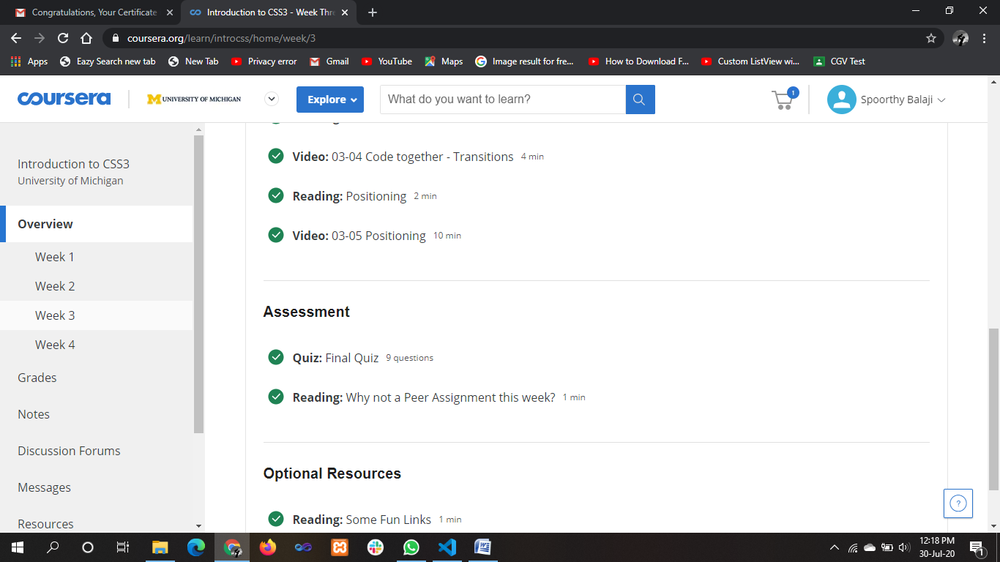 Congratulations, Your Certificate
Introduction to CSS3 - Week Thre
coursera.org/learn/introcss/home/week/3
Apps
Eazy Search new tab
New Tab
Privacy error
Gmail
YouTube
Maps
Image result for fre...
How to Download F...
Custom ListView wi...
CGV Test
coursera
M UNIVERSITY OF MICHIGAN
Explore
What do you want to learn?
1
Spoorthy Balaji
Introduction to CSS3
University of Michigan
Overview
Week 1
Week 2
Week 3
Week 4
Grades
Notes
Discussion Forums
Messages
Resources
Video: 03-04 Code together - Transitions 4 min
Reading: Positioning 2 min
Video: 03-05 Positioning 10 min
Assessment
Quiz: Final Quiz 9 questions
Reading: Why not a Peer Assignment this week? 1 min
Optional Resources
Reading: Some Fun Links 1 min
?
12:18 PM
30-Jul-20
1